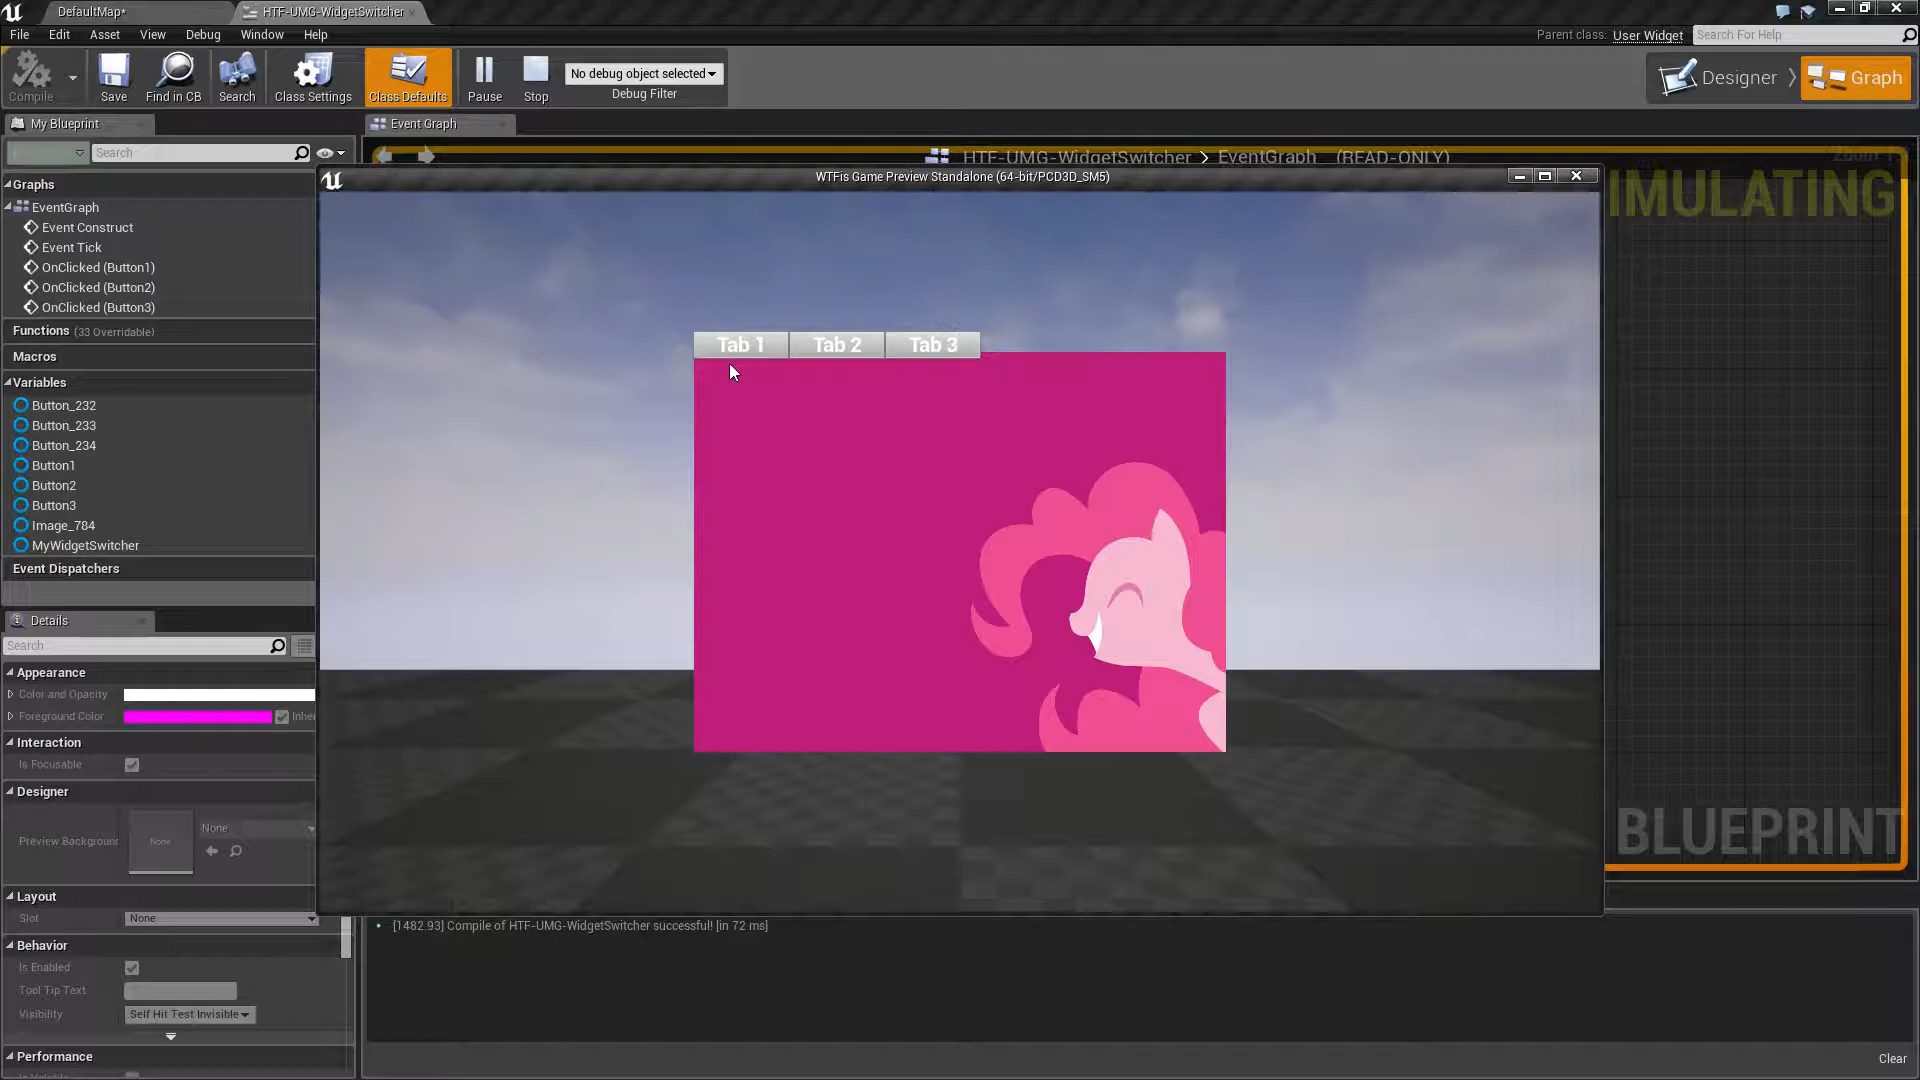 DefaultMap*
HTF-UMG-WidgetSwitcher
File Edit Asset View Debug Window Help
Parent class: User Widget
Search For Help
Compile
Save
Find in CB
Search
Class Settings
Class Defaults
Pause
Stop
No debug object selected
Debug Filter
Designer
Graph
My Blueprint
Event Graph
Search
HTF-UMG-WidgetSwitcher > EventGraph (READ-ONLY)
WTFis Game Preview Standalone (64-bit/PCD3D_SM5)
IMULATING
Graphs
EventGraph
Event Construct
Event Tick
OnClicked (Button1)
OnClicked (Button2)
OnClicked (Button3)
Functions (33 Overridable)
Macros
Variables
Button_232
Button_233
Button_234
Button1
Button2
Button3
Image_784
MyWidgetSwitcher
Event Dispatchers
Tab 1
Tab 2
Tab 3
Details
Search
Appearance
Color and Opacity
Foreground Color
Inher
Interaction
Is Focusable
Designer
Preview Background
None
None
Layout
Slot
None
Behavior
Is Enabled
Tool Tip Text
Visibility
Self Hit Test Invisible
Performance
BLUEPRINT
[1482.93] Compile of HTF-UMG-WidgetSwitcher successful! [in 72 ms]
Clear